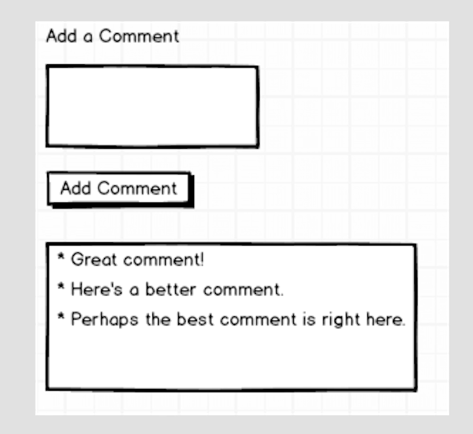 Add a Comment
Add Comment
* Great comment!
* Here's a better comment.
* Perhaps the best comment is right here.